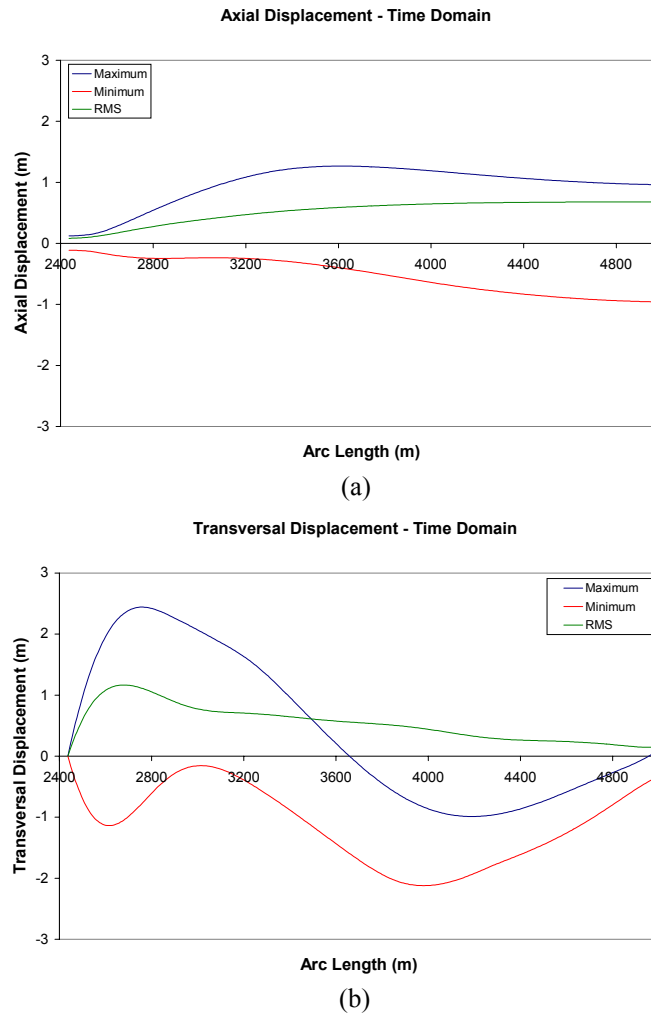 Axial Displacement - Time Domain
3
2
1
0
-1
-2
-3
2400 2800 3200 3600 4000 4400 4800
Axial Displacement (m)
Arc Length (m)
Maximum
Minimum
RMS
(a)
Transversal Displacement - Time Domain
3
2
1
0
-1
-2
-3
2400 2800 3200 3600 4000 4400 4800
Transversal Displacement (m)
Arc Length (m)
Maximum
Minimum
RMS
(b)